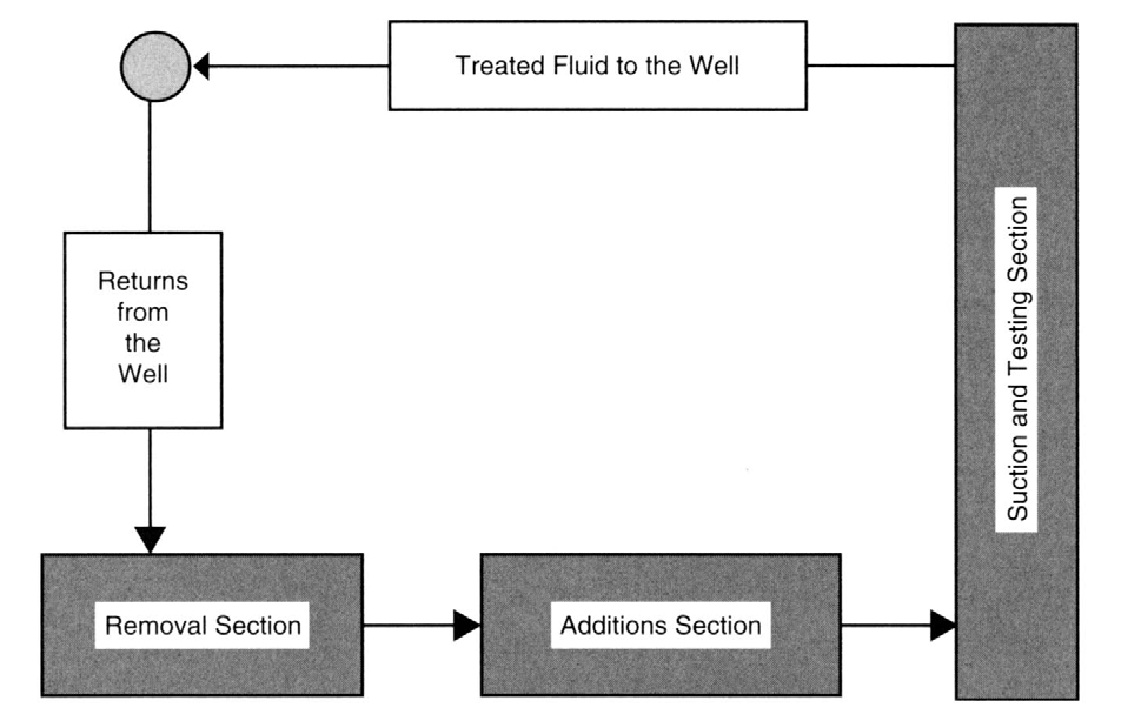 Treated Fluid to the Well
Returns
from
the
Well
Suction and Testing Section
Removal Section
Additions Section